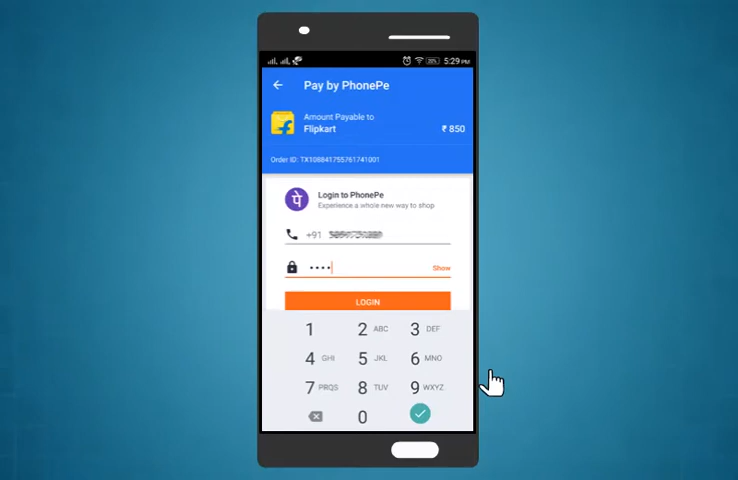 5:29 PM
Pay by PhonePe
Amount Payable to
Flipkart
₹ 850
Order ID: TX108841755761741001
पे
Login to PhonePe
Experience a whole new way to shop
+91
••••
Show
LOGIN
1 2 ABC 3 DEF
4 GHI 5 JKL 6 MNO
7 PRQS 8 TUV 9 WXYZ
0